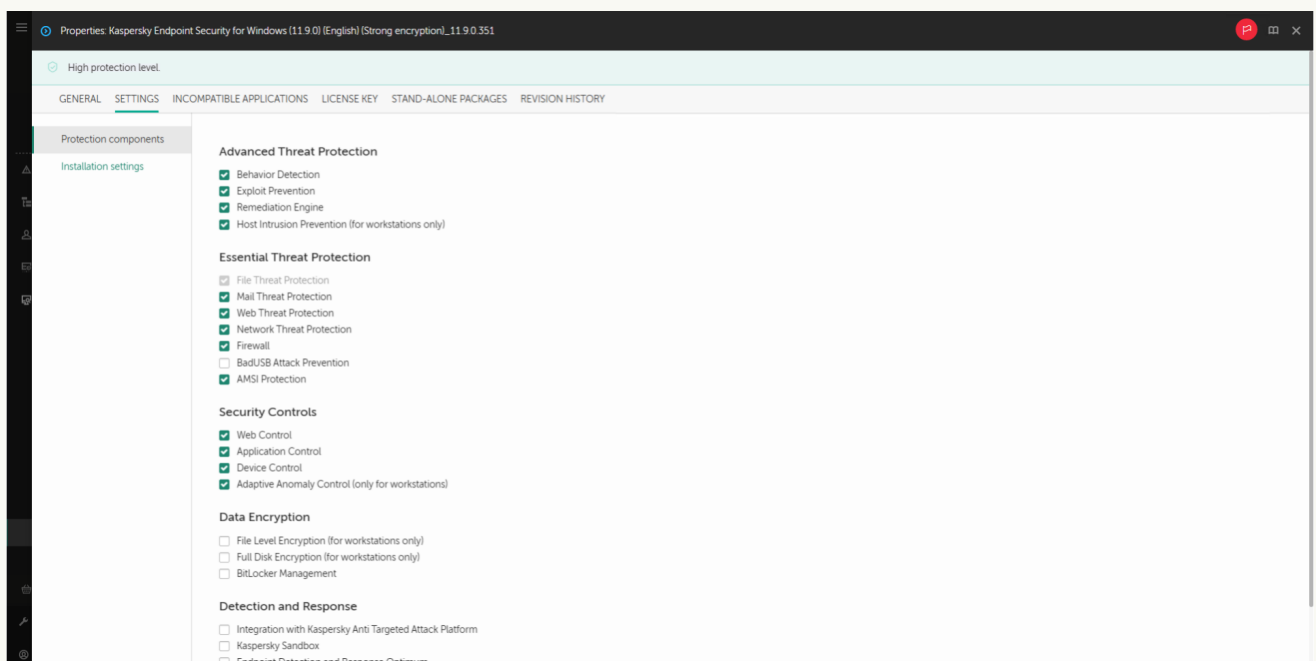 Properties: Kaspersky Endpoint Security for Windows (11.9.0) (English) (Strong encryption)_11.9.0.351
High protection level.
GENERAL SETTINGS INCOMPATIBLE APPLICATIONS LICENSE KEY STAND-ALONE PACKAGES REVISION HISTORY
Protection components
Installation settings
Advanced Threat Protection
Behavior Detection
Exploit Prevention
Remediation Engine
Host Intrusion Prevention (for workstations only)
Essential Threat Protection
File Threat Protection
Mail Threat Protection
Web Threat Protection
Network Threat Protection
Firewall
BadUSB Attack Prevention
AMSI Protection
Security Controls
Web Control
Application Control
Device Control
Adaptive Anomaly Control (only for workstations)
Data Encryption
File Level Encryption (for workstations only)
Full Disk Encryption (for workstations only)
BitLocker Management
Detection and Response
Integration with Kaspersky Anti Targeted Attack Platform
Kaspersky Sandbox
Endpoint Detection and Response Optimum